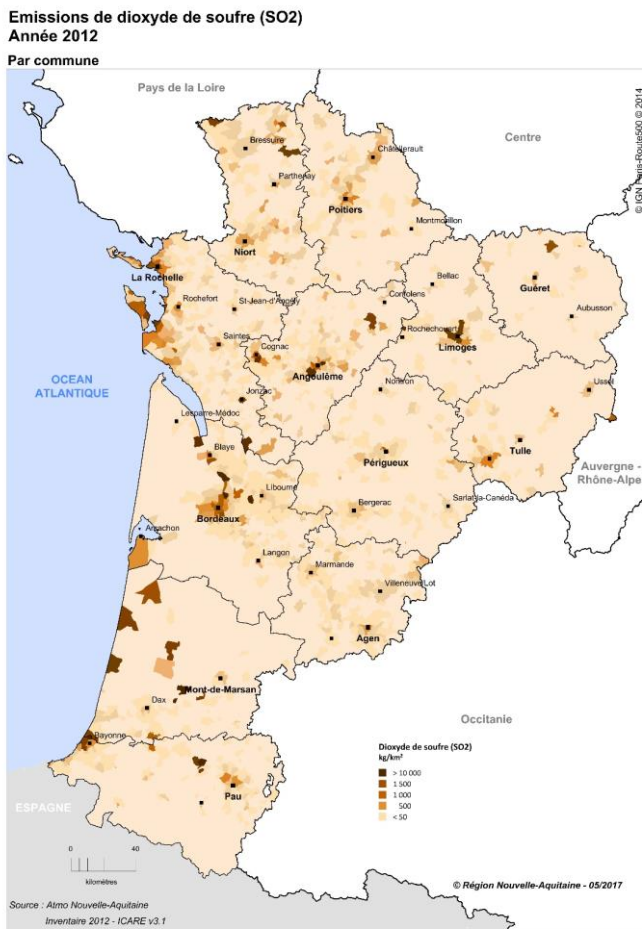 Emissions de dioxyde de soufre (SO2)
Année 2012
Par commune
Pays de la Loire
© IGN Paris-Route500 © 2014
Centre
Bressuire
Châtellerault
Parthenay
Poitiers
Montmorillon
Niort
La Rochelle
Bellac
Guéret
Rochefort
St-Jean-d'Angély
Confolens
Aubusson
Rochechouart
Saintes
Cognac
Limoges
Angoulême
OCEAN
ATLANTIQUE
Nontron
Ussel
Jonzac
Lesparre-Médoc
Tulle
Blaye
Périgueux
Auvergne -
Rhône-Alpe
Libourne
Bergerac
Sarlat-la-Canéda
Bordeaux
Arcachon
Langon
Marmande
Villeneuve/Lot
Agen
Mont-de-Marsan
Dax
Occitanie
Bayonne
Dioxyde de soufre (SO2)
kg/km²
> 10 000
1 500
1 000
500
< 50
Pau
ESPAGNE
0 40
kilomètres
© Région Nouvelle-Aquitaine - 05/2017
Source : Atmo Nouvelle-Aquitaine
Inventaire 2012 - ICARE v3.1